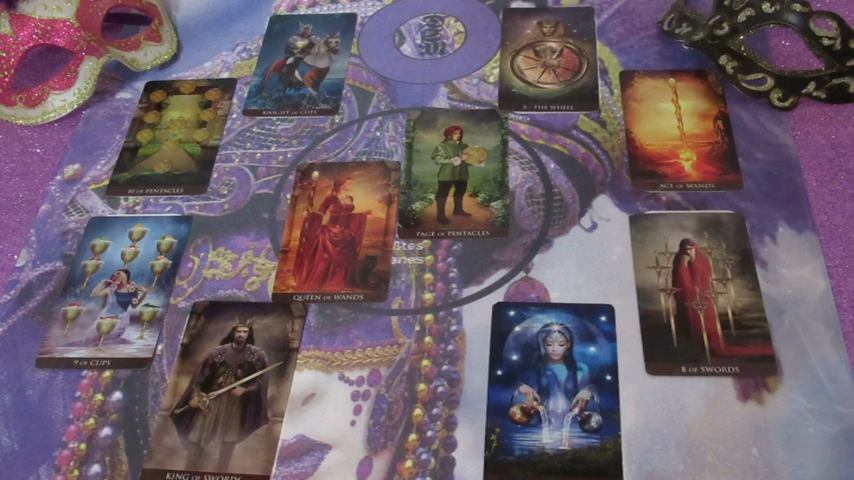 KNIGHT OF CUPS
X - THE WHEEL
10 OF PENTACLES
ACE OF WANDS
PAGE OF PENTACLES
QUEEN OF WANDS
9 OF CUPS
8 OF SWORDS
KING OF SWORDS